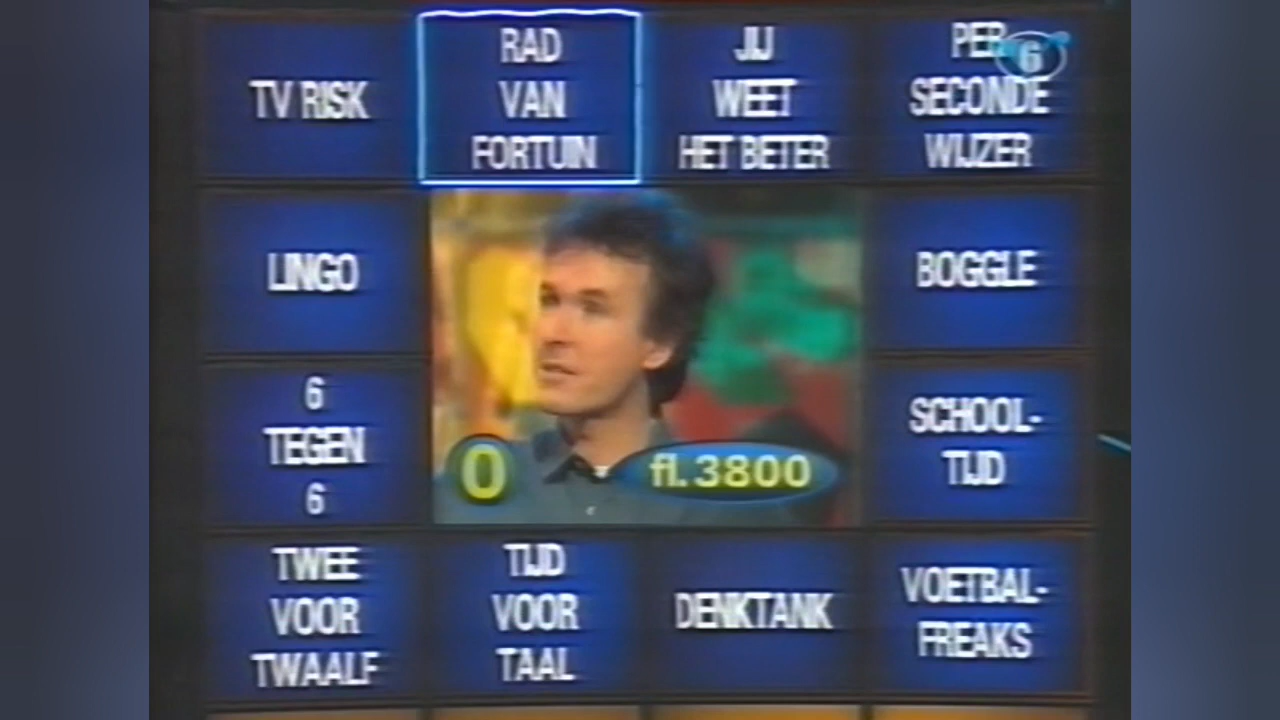 TV RISK
RAD
VAN
FORTUIN
JIJ
WEET
HET BETER
PER
SECONDE
WIJZER
6
LINGO
BOGGLE
6
TEGEN
6
SCHOOL-
TIJD
0
fl.3800
TWEE
VOOR
TWAALF
TIJD
VOOR
TAAL
DENKTANK
VOETBAL-
FREAKS